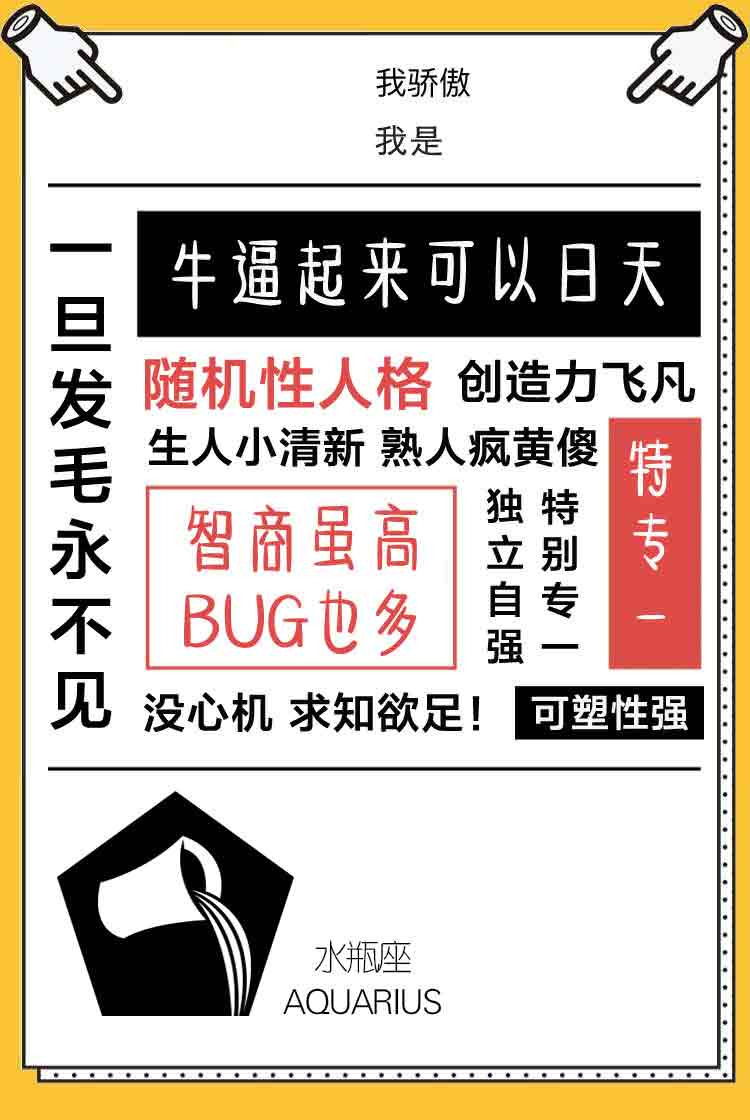 我骄傲
我是
一旦发毛永不见
牛逼起来可以日天
随机性人格 创造力飞凡
生人小清新 熟人疯黄傻
智商虽高
BUG也多
独立自强
特别专一
特专一
没心机 求知欲足！ 可塑性强
水瓶座
AQUARIUS